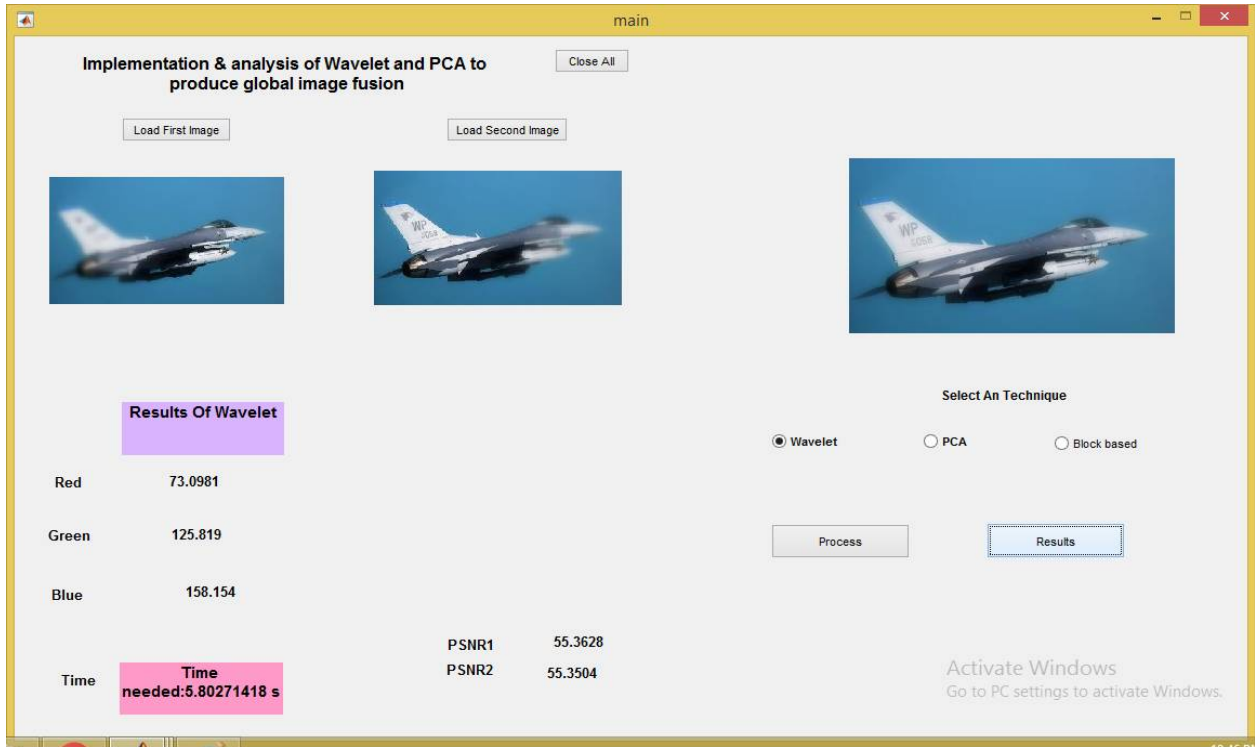 main
Implementation & analysis of Wavelet and PCA to
produce global image fusion
Close All
Load First Image
Load Second Image
WP
WP
Select An Technique
Wavelet
PCA
Block based
Results Of Wavelet
Red
73.0981
Green
125.819
Process
Results
Blue
158.154
PSNR1
55.3628
PSNR2
55.3504
Time
Time
needed:5.80271418 s
Activate Windows
Go to PC settings to activate Windows.